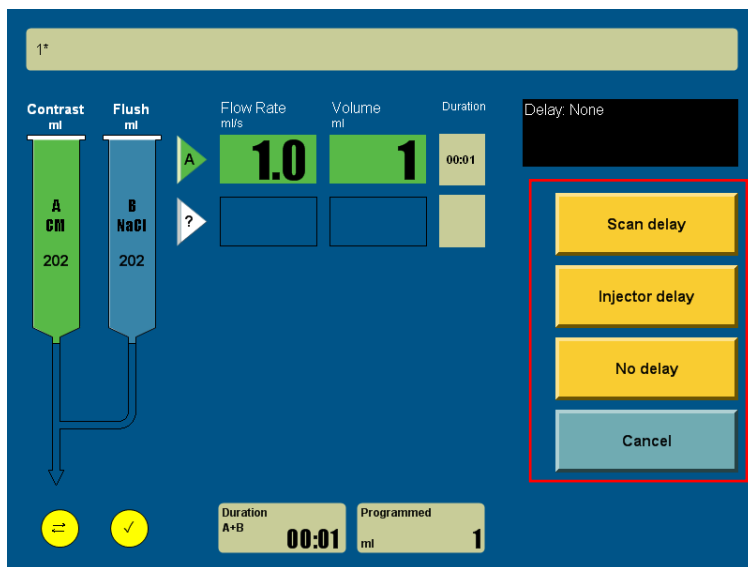 1*
Contrast
ml
Flush
ml
Flow Rate
ml/s
Volume
ml
Duration
Delay: None
A
1.0
1
00:01
?
A
CM
202
B
NaCl
202
Scan delay
Injector delay
No delay
Cancel
Duration
A+B
00:01
Programmed
ml
1